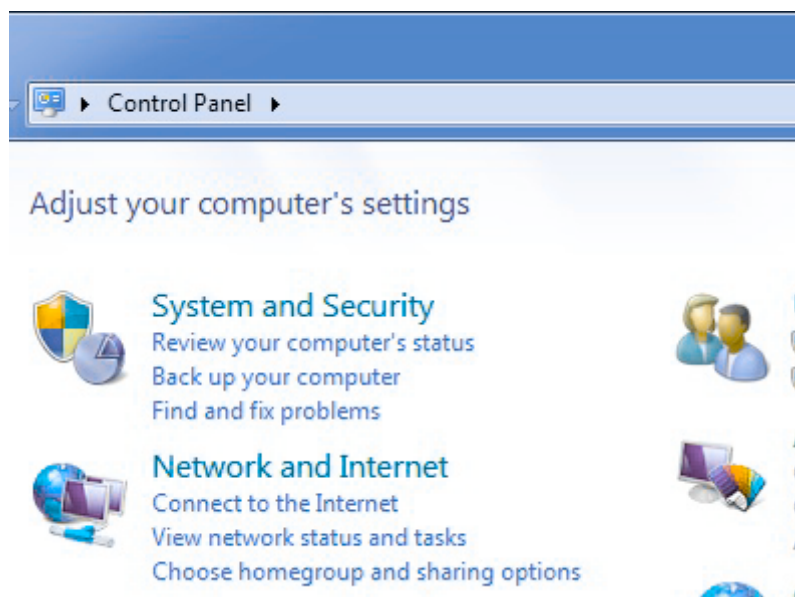 Control Panel
Adjust your computer's settings
System and Security
Review your computer's status
Back up your computer
Find and fix problems
Network and Internet
Connect to the Internet
View network status and tasks
Choose homegroup and sharing options